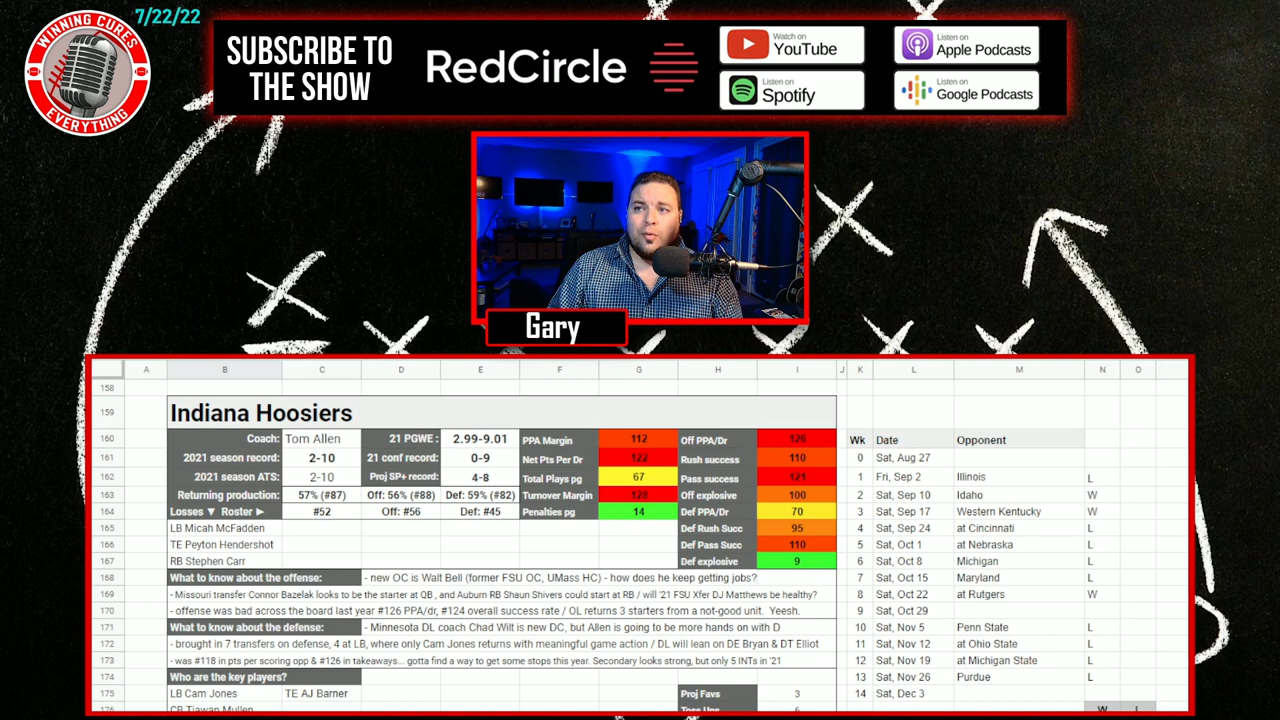 7/22/22
WINNING CURES
EVERYTHING
SUBSCRIBE TO
THE SHOW
RedCircle
Watch on
YouTube
Listen on
Apple Podcasts
Listen on
Spotify
Listen on
Google Podcasts
Gary
A B C D E F G H I J K L M N O
158
159 Indiana Hoosiers
160 Coach: Tom Allen 21 PGWE : 2.99-9.01 PPA Margin 112 Off PPA/Dr 126 Wk Date Opponent
161 2021 season record: 2-10 21 conf record: 0-9 Net Pts Per Dr 122 Rush success 110 0 Sat, Aug 27
162 2021 season ATS: 2-10 Proj SP+ record: 4-8 Total Plays pg 67 Pass success 121 1 Fri, Sep 2 Illinois L
163 Returning production: 57% (#87) Off: 56% (#88) Def: 59% (#82) Turnover Margin 128 Off explosive 100 2 Sat, Sep 10 Idaho W
164 Losses ▼ Roster ► #52 Off: #56 Def: #45 Penalties pg 14 Def PPA/Dr 70 3 Sat, Sep 17 Western Kentucky W
165 LB Micah McFadden Def Rush Succ 95 4 Sat, Sep 24 at Cincinnati L
166 TE Peyton Hendershot Def Pass Succ 110 5 Sat, Oct 1 at Nebraska L
167 RB Stephen Carr Def explosive 9 6 Sat, Oct 8 Michigan L
168 What to know about the offense: - new OC is Walt Bell (former FSU OC, UMass HC) - how does he keep getting jobs? 7 Sat, Oct 15 Maryland L
169 - Missouri transfer Connor Bazelak looks to be the starter at QB , and Auburn RB Shaun Shivers could start at RB / will '21 FSU Xfer DJ Matthews be healthy? 8 Sat, Oct 22 at Rutgers W
170 - offense was bad across the board last year #126 PPA/dr, #124 overall success rate / OL returns 3 starters from a not-good unit. Yeesh. 9 Sat, Oct 29
171 What to know about the defense: - Minnesota DL coach Chad Wilt is new DC, but Allen is going to be more hands on with D 10 Sat, Nov 5 Penn State L
172 - brought in 7 transfers on defense, 4 at LB, where only Cam Jones returns with meaningful game action / DL will lean on DE Bryan & DT Elliot 11 Sat, Nov 12 at Ohio State L
173 - was #118 in pts per scoring opp & #126 in takeaways... gotta find a way to get some stops this year. Secondary looks strong, but only 5 INTs in '21 12 Sat, Nov 19 at Michigan State L
174 Who are the key players? 13 Sat, Nov 26 Purdue L
175 LB Cam Jones TE AJ Barner Proj Favs 3 14 Sat, Dec 3
176 CB Tiawan Mullen Toss Ups 6 W L